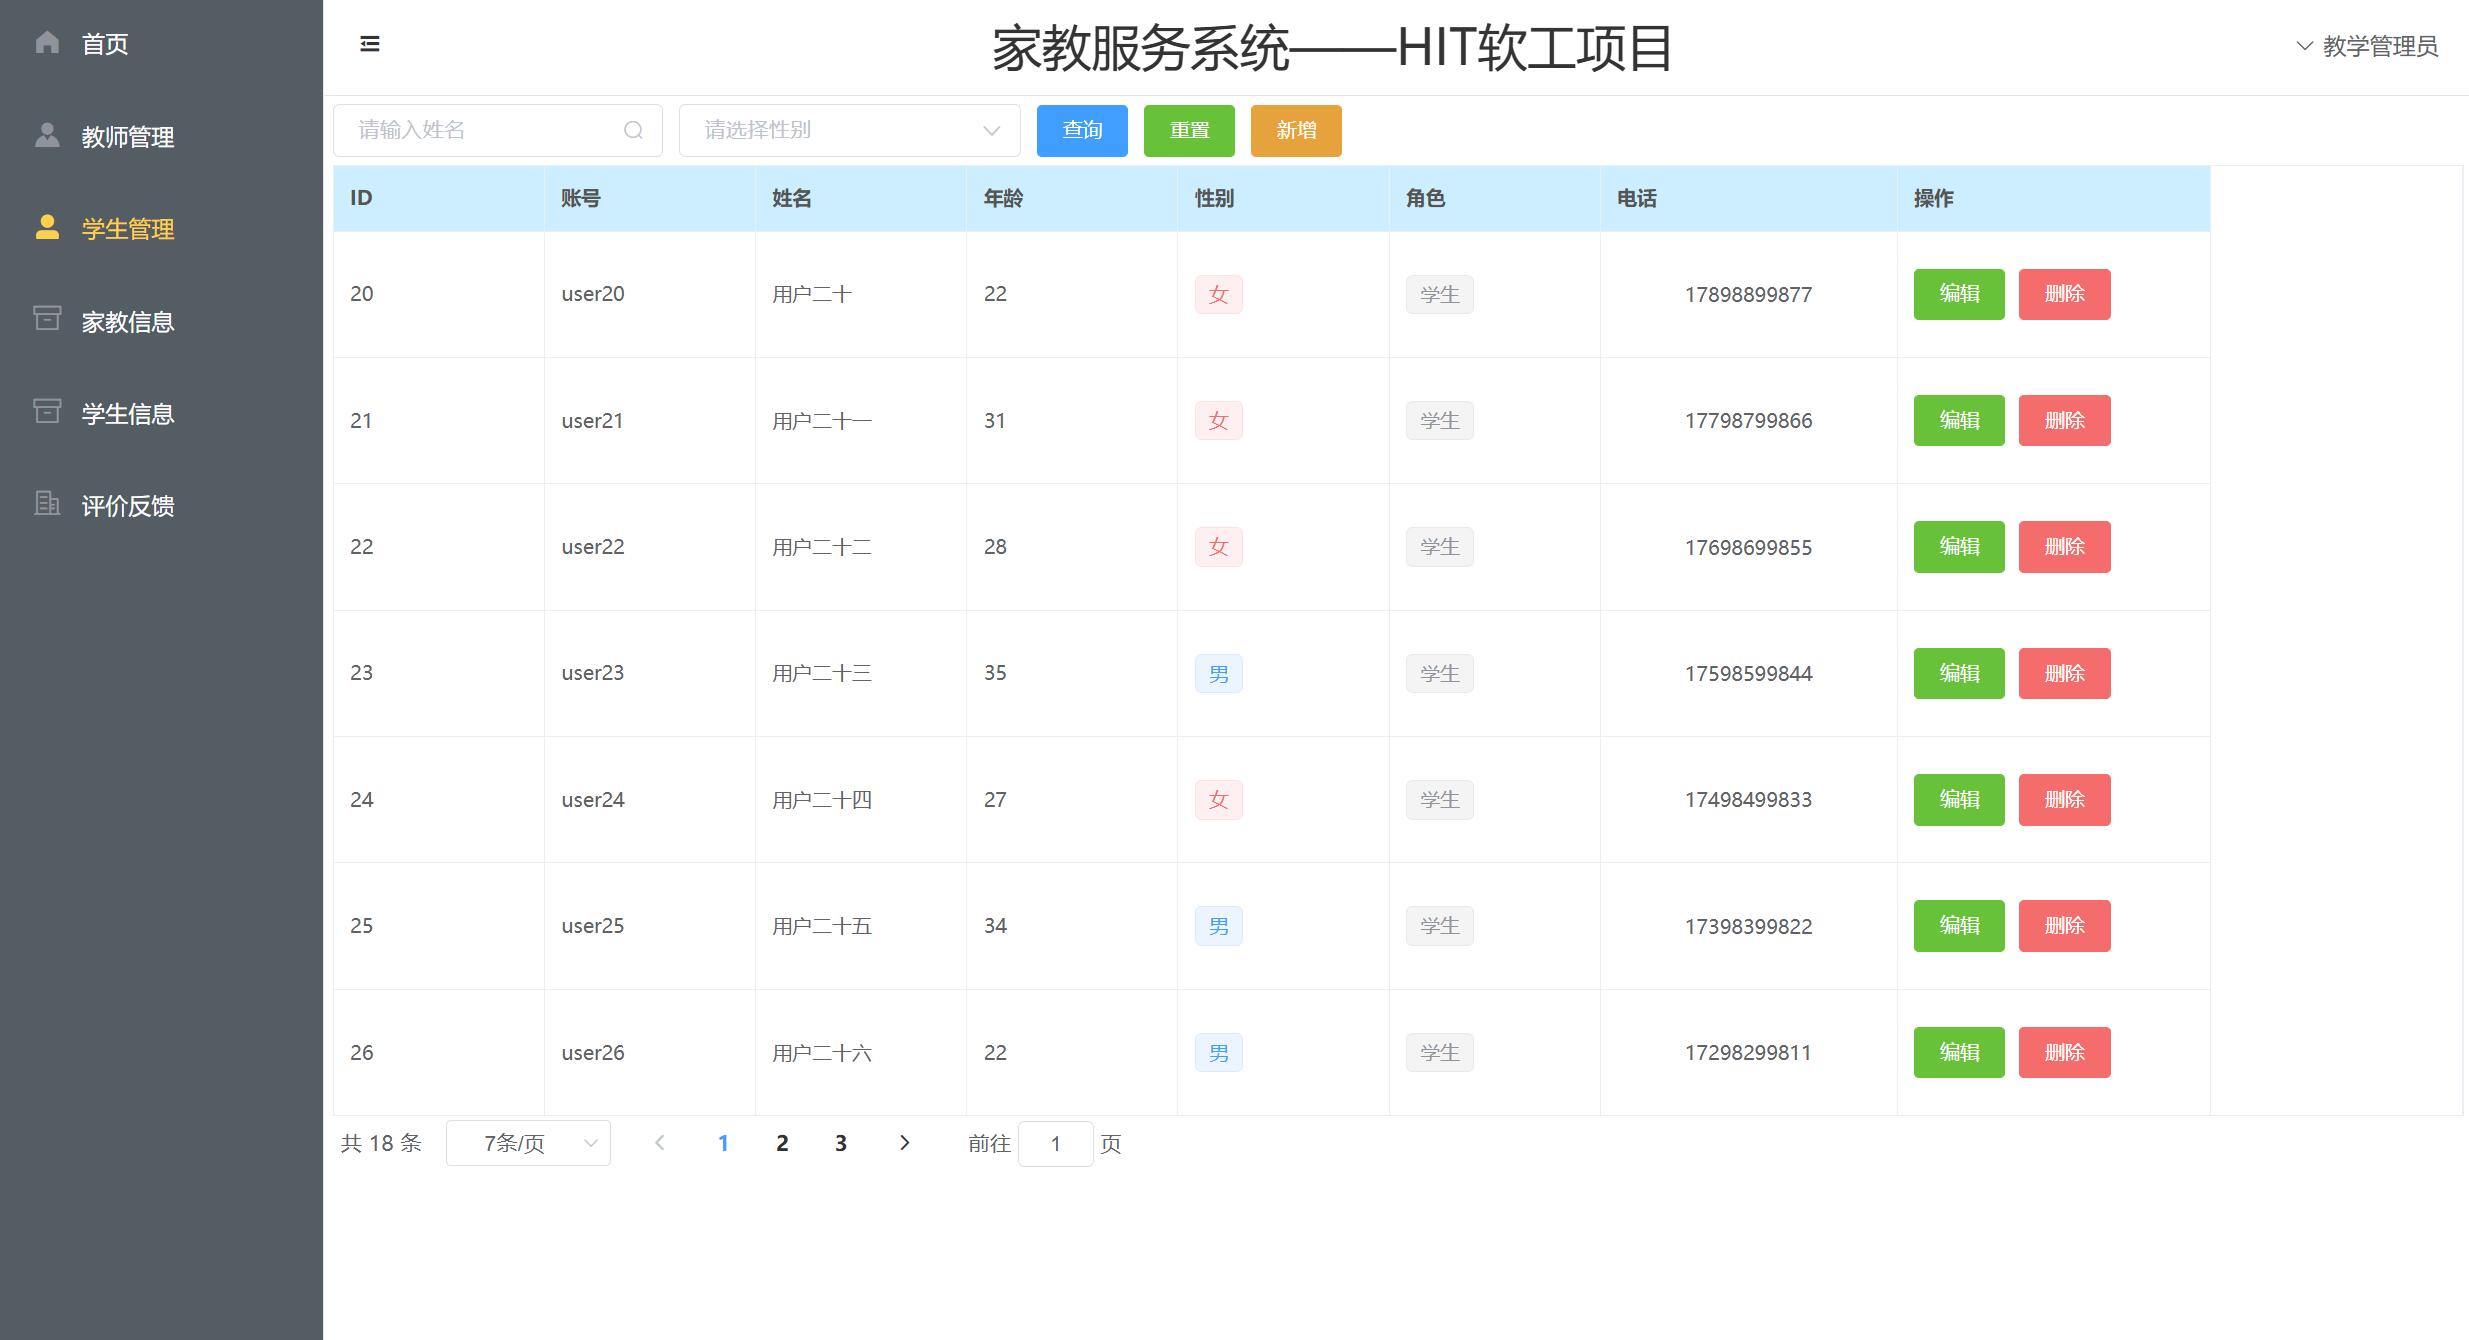 首页
教师管理
学生管理
家教信息
学生信息
评价反馈
家教服务系统——HIT软工项目
教学管理员
请输入姓名 请选择性别 查询 重置 新增
ID 账号 姓名 年龄 性别 角色 电话 操作
20 user20 用户二十 22 女 学生 17898899877 编辑 删除
21 user21 用户二十一 31 女 学生 17798799866 编辑 删除
22 user22 用户二十二 28 女 学生 17698699855 编辑 删除
23 user23 用户二十三 35 男 学生 17598599844 编辑 删除
24 user24 用户二十四 27 女 学生 17498499833 编辑 删除
25 user25 用户二十五 34 男 学生 17398399822 编辑 删除
26 user26 用户二十六 22 男 学生 17298299811 编辑 删除
共 18 条 7条/页 1 2 3 前往 1 页